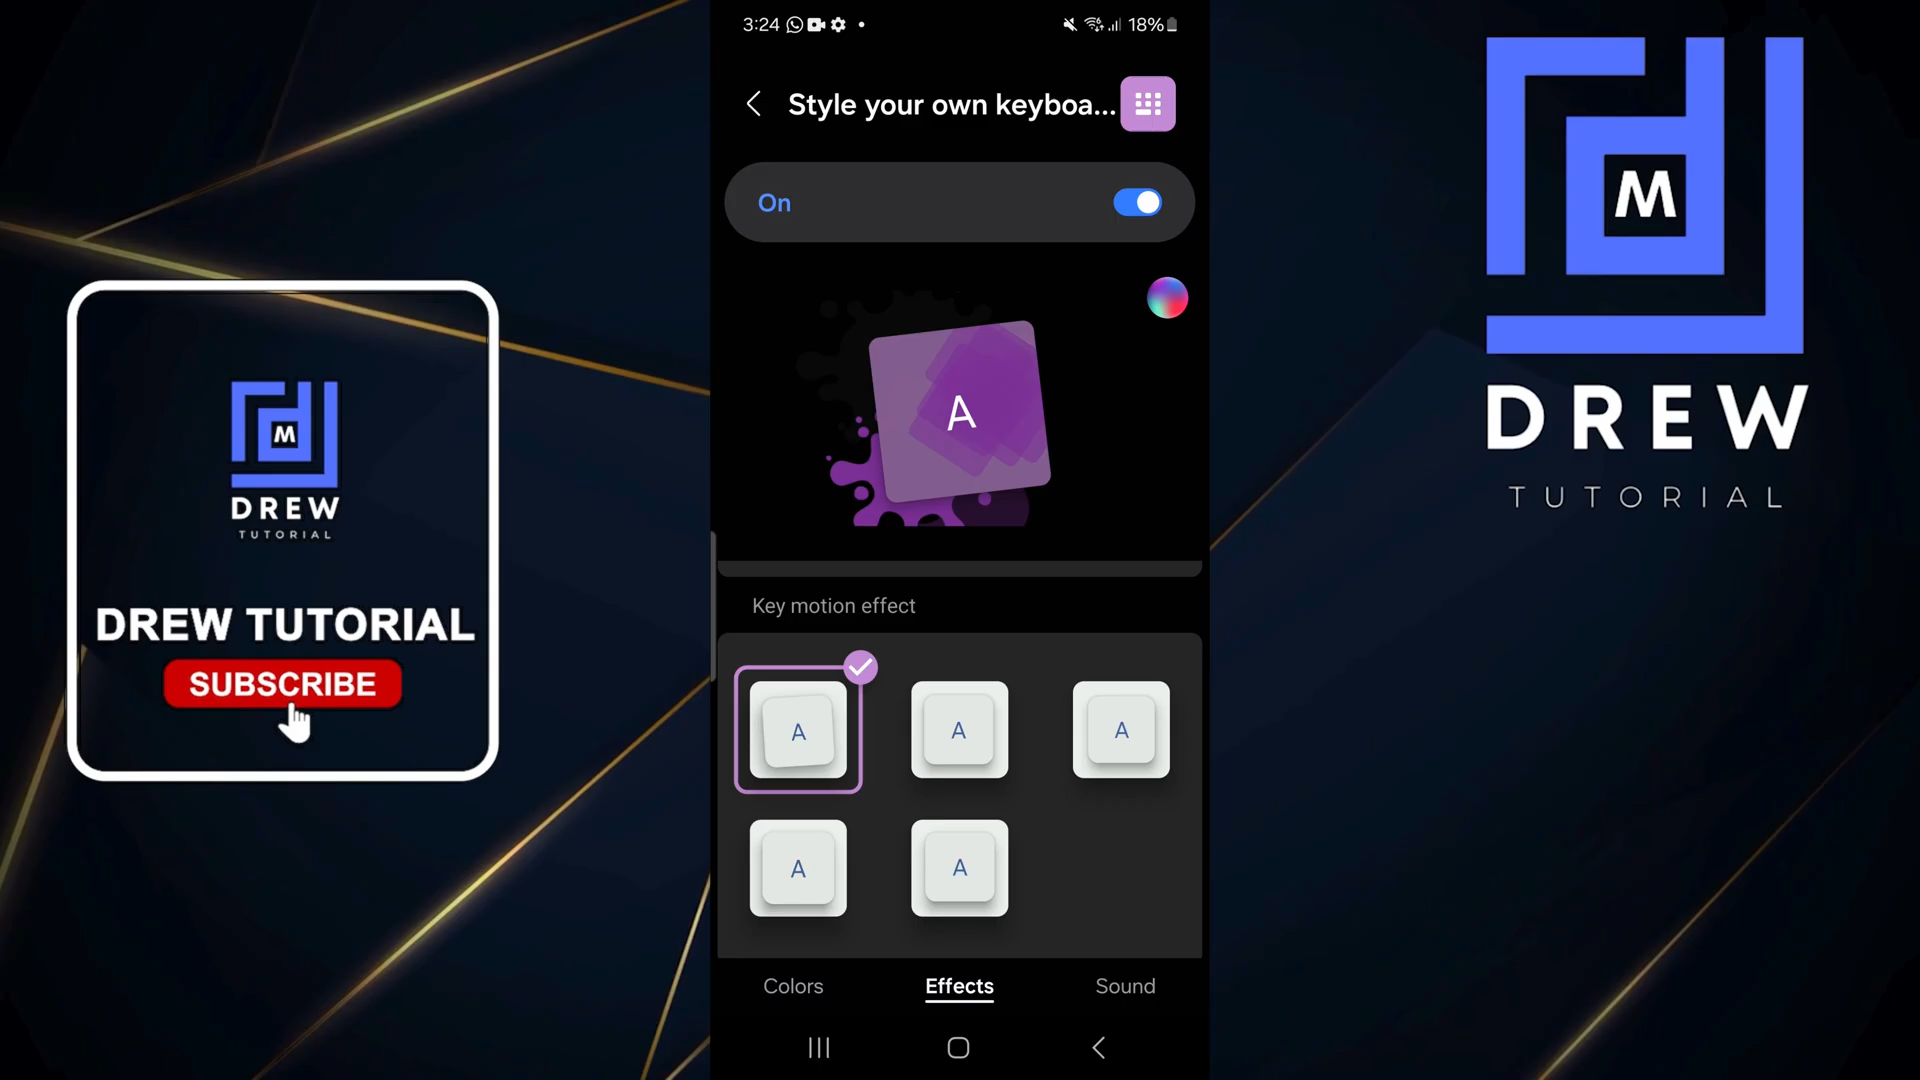 3:24
18%
Style your own keyboa...
On
A
Key motion effect
A
A
A
A
A
Colors
Effects
Sound
M
DREW
TUTORIAL
DREW TUTORIAL
SUBSCRIBE
M
DREW
TUTORIAL